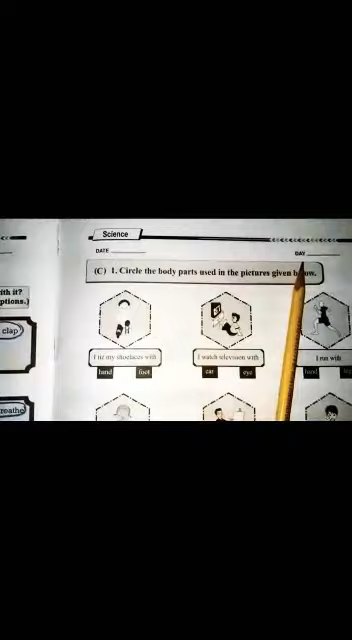 Science
DATE
DAY
ith it?
ptions.)
(C) 1. Circle the body parts used in the pictures given below.
clap
I tie my shoelaces with
I watch television with
I run with
hand foot
ear eye
hand leg
reathe